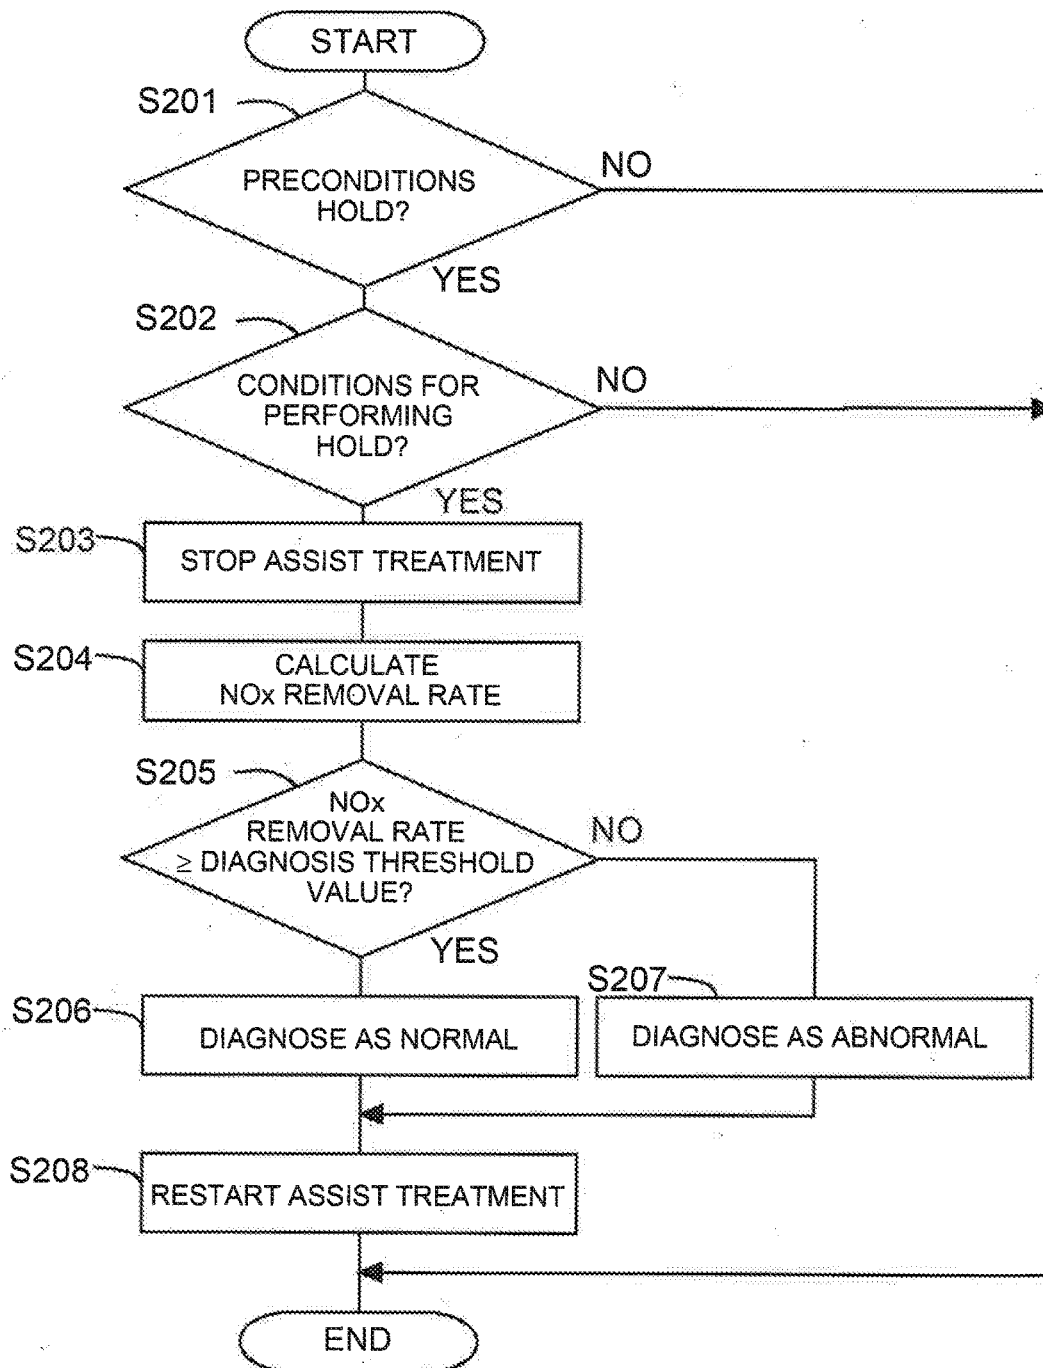 START
S201
PRECONDITIONS
HOLD?
NO
YES
S202
CONDITIONS FOR
PERFORMING
HOLD?
NO
YES
S203
STOP ASSIST TREATMENT
S204
CALCULATE
NOx REMOVAL RATE
S205
NOx
REMOVAL RATE
≥ DIAGNOSIS THRESHOLD
VALUE?
NO
YES
S206
DIAGNOSE AS NORMAL
S207
DIAGNOSE AS ABNORMAL
S208
RESTART ASSIST TREATMENT
END